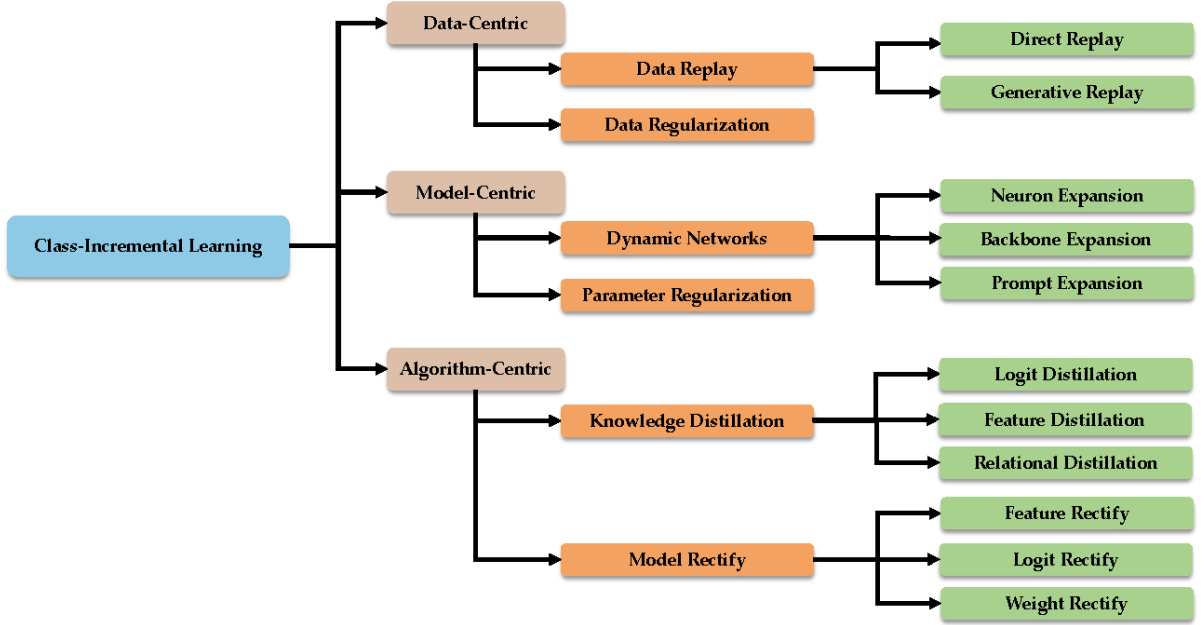 Class-Incremental Learning
Data-Centric
Data Replay
Direct Replay
Generative Replay
Data Regularization
Model-Centric
Dynamic Networks
Neuron Expansion
Backbone Expansion
Prompt Expansion
Parameter Regularization
Algorithm-Centric
Knowledge Distillation
Logit Distillation
Feature Distillation
Relational Distillation
Model Rectify
Feature Rectify
Logit Rectify
Weight Rectify